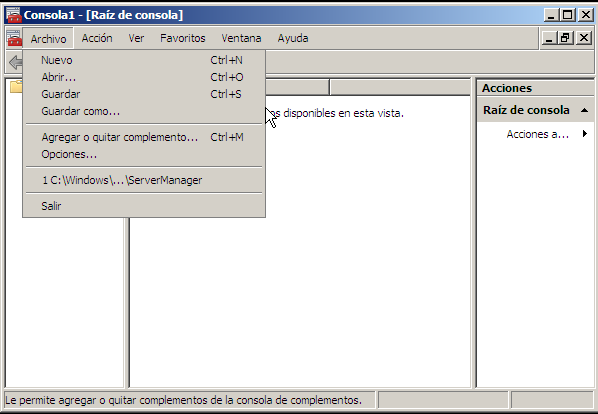 Consola1 - [Raíz de consola]
Archivo Acción Ver Favoritos Ventana Ayuda
Nuevo Ctrl+N
Abrir... Ctrl+O
Guardar Ctrl+S
Guardar como...
Agregar o quitar complemento... Ctrl+M
Opciones...
1 C:\Windows\...\ServerManager
Salir
disponibles en esta vista.
Acciones
Raíz de consola
Acciones a...
Le permite agregar o quitar complementos de la consola de complementos.